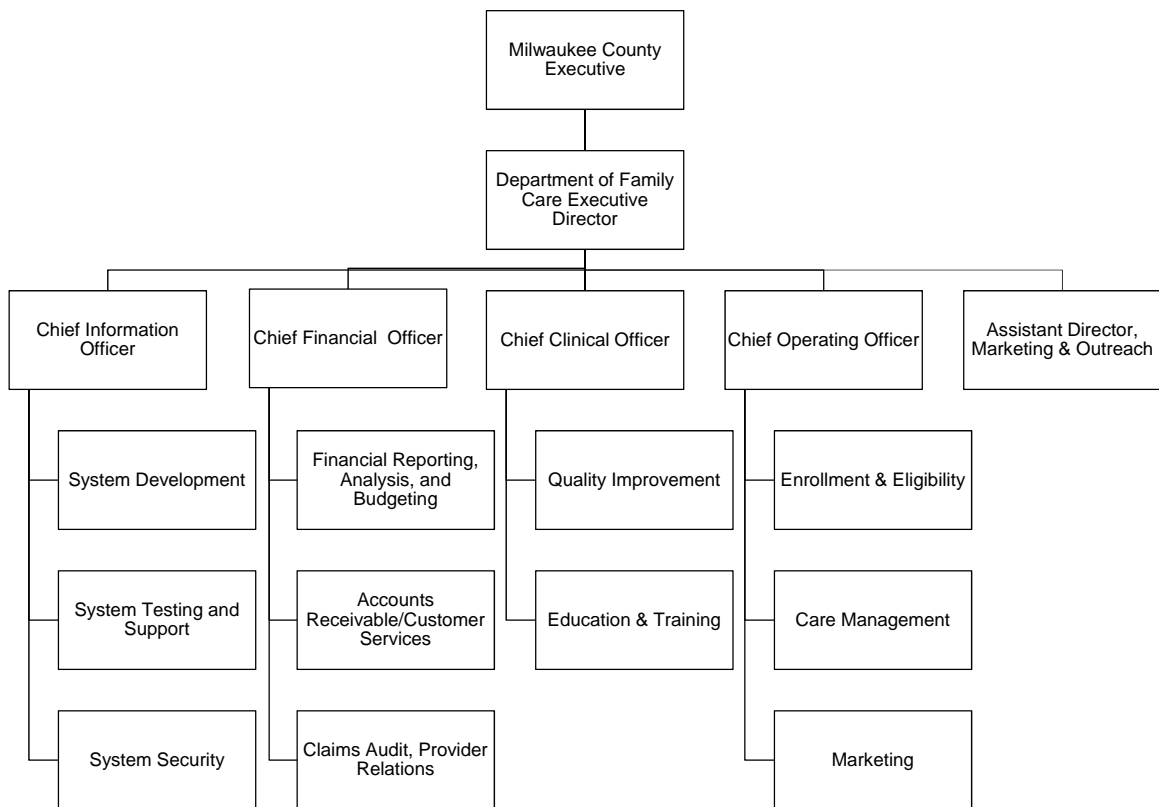 Milwaukee County
Executive
Department of Family
Care Executive
Director
Chief Information
Officer
Chief Financial  Officer
Chief Clinical Officer
Chief Operating Officer
Assistant Director,
Marketing & Outreach
System Development
Financial Reporting,
Analysis, and
Budgeting
Quality Improvement
Enrollment & Eligibility
System Testing and
Support
Accounts
Receivable/Customer
Services
Education & Training
Care Management
System Security
Claims Audit, Provider
Relations
Marketing